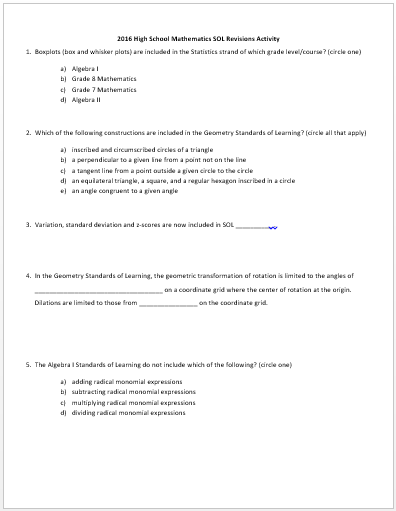 2016 High School Mathematics SOL Revisions Activity
1. Boxplots (box and whisker plots) are included in the Statistics strand of which grade level/course? (circle one)
a) Algebra I
b) Grade 8 Mathematics
c) Grade 7 Mathematics
d) Algebra II
2. Which of the following constructions are included in the Geometry Standards of Learning? (circle all that apply)
a) inscribed and circumscribed circles of a triangle
b) a perpendicular to a given line from a point not on the line
c) a tangent line from a point outside a given circle to the circle
d) an equilateral triangle, a square, and a regular hexagon inscribed in a circle
e) an angle congruent to a given angle
3. Variation, standard deviation and z-scores are now included in SOL __________
4. In the Geometry Standards of Learning, the geometric transformation of rotation is limited to the angles of
______________________________ on a coordinate grid where the center of rotation at the origin.
Dilations are limited to those from ______________ on the coordinate grid.
5. The Algebra I Standards of Learning do not include which of the following? (circle one)
a) adding radical monomial expressions
b) subtracting radical monomial expressions
c) multiplying radical monomial expressions
d) dividing radical monomial expressions